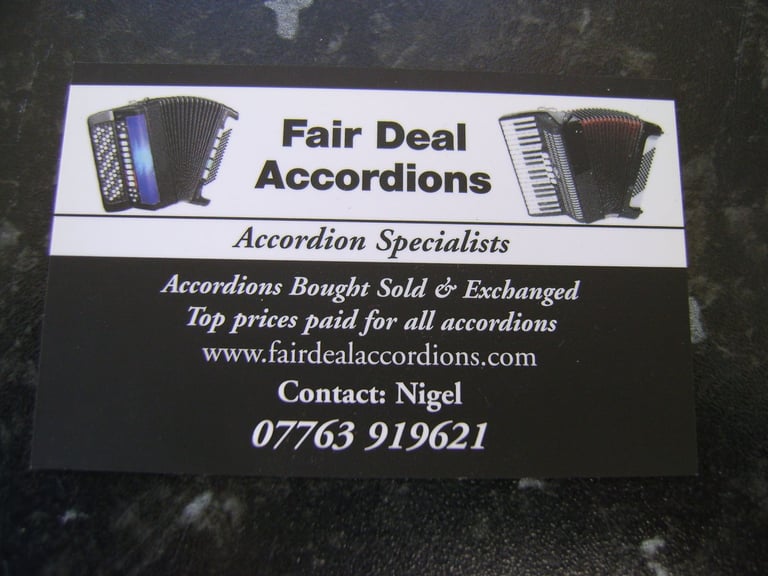 Fair Deal
Accordions
Accordion Specialists
Accordions Bought Sold & Exchanged
Top prices paid for all accordions
www.fairdealaccordions.com
Contact: Nigel
07763 919621